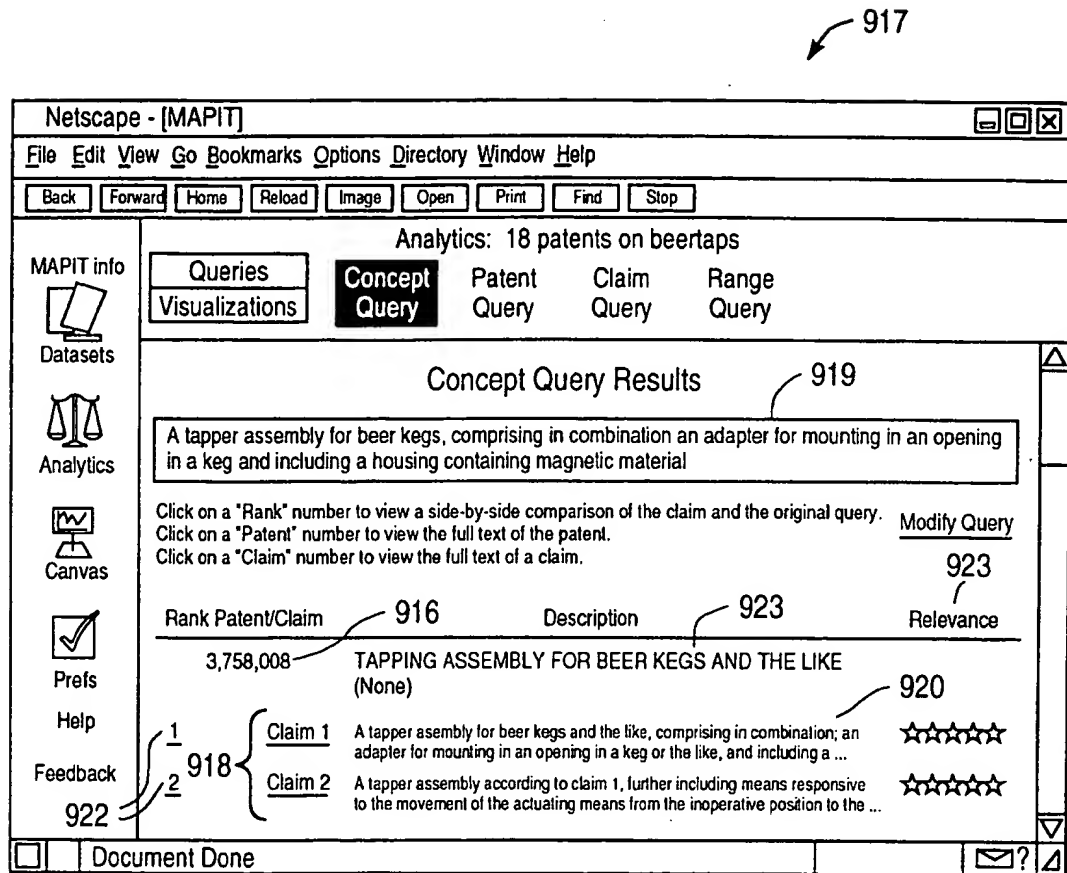 917
Netscape - [MAPIT]
File Edit View Go Bookmarks Options Directory Window Help
Back Forward Home Reload Image Open Print Find Stop
Analytics: 18 patents on beertaps
MAPIT info
Datasets
Analytics
Canvas
Prefs
Help
Feedback
Queries
Visualizations
Concept Query
Patent Query
Claim Query
Range Query
Concept Query Results
919
A tapper assembly for beer kegs, comprising in combination an adapter for mounting in an opening
in a keg and including a housing containing magnetic material
Click on a "Rank" number to view a side-by-side comparison of the claim and the original query.
Click on a "Patent" number to view the full text of the patent.
Click on a "Claim" number to view the full text of a claim.
Modify Query
923
Rank Patent/Claim 916 Description 923 Relevance
3,758,008 TAPPING ASSEMBLY FOR BEER KEGS AND THE LIKE
(None)
920
1 Claim 1 A tapper asembly for beer kegs and the like, comprising in combination; an
adapter for mounting in an opening in a keg or the like, and including a ...
918
2 Claim 2 A tapper assembly according to claim 1, further including means responsive
to the movement of the actuating means from the inoperative position to the ...
922
Document Done
?